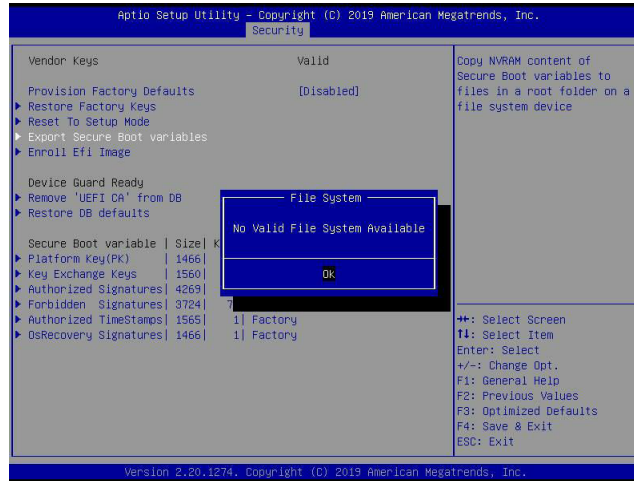 Aptio Setup Utility – Copyright (C) 2019 American Megatrends, Inc.
Security
Vendor Keys Valid
Provision Factory Defaults [Disabled]
Restore Factory Keys
Reset To Setup Mode
Export Secure Boot variables
Enroll Efi Image
Device Guard Ready
Remove 'UEFI CA' from DB
Restore DB defaults
Secure Boot variable | Size| K
Platform Key(PK) | 1466|
Key Exchange Keys | 1560|
Authorized Signatures| 4269|
Forbidden Signatures| 3724| 7
Authorized TimeStamps| 1565| 1| Factory
OsRecovery Signatures| 1466| 1| Factory
File System
No Valid File System Available
Ok
Copy NVRAM content of
Secure Boot variables to
files in a root folder on a
file system device
→←: Select Screen
↑↓: Select Item
Enter: Select
+/-: Change Opt.
F1: General Help
F2: Previous Values
F3: Optimized Defaults
F4: Save & Exit
ESC: Exit
Version 2.20.1274. Copyright (C) 2019 American Megatrends, Inc.